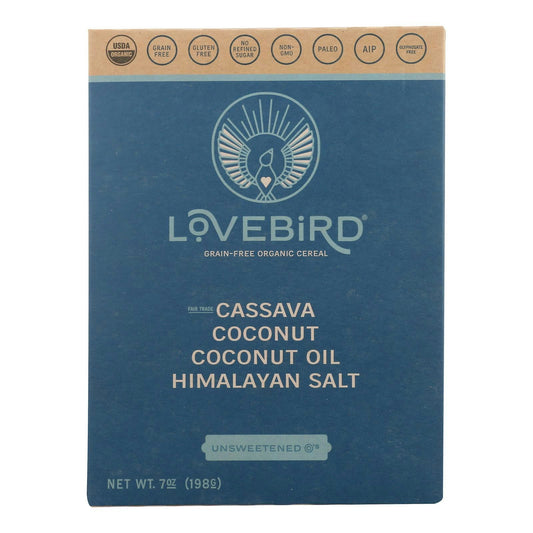 USDA
ORGANIC
GRAIN
FREE
GLUTEN
FREE
NO
REFINED
SUGAR
NON-
GMO
PALEO
AIP
GLYPHOSATE
FREE
LOVEBiRD®
GRAIN-FREE ORGANIC CEREAL
FAIR TRADE CASSAVA
COCONUT
COCONUT OIL
HIMALAYAN SALT
UNSWEETENED O'S
NET WT. 7OZ (198G)